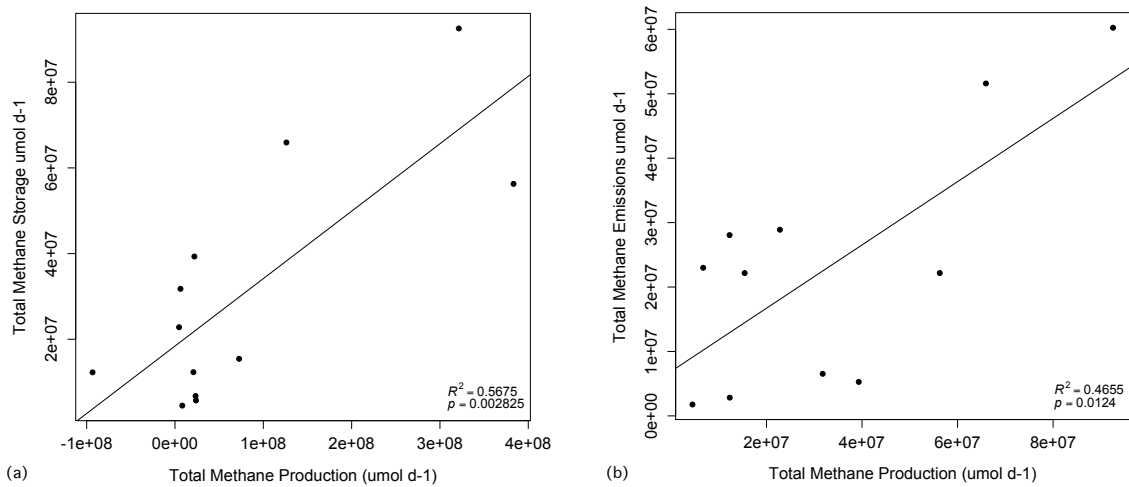 Total Methane Storage umol d-1
8e+07
6e+07
4e+07
2e+07
R² = 0.5675
p = 0.002825
-1e+08 0e+00 1e+08 2e+08 3e+08 4e+08
(a) Total Methane Production (umol d-1)
Total Methane Emissions umol d-1
6e+07
5e+07
4e+07
3e+07
2e+07
1e+07
0e+00
R² = 0.4655
p = 0.0124
2e+07 4e+07 6e+07 8e+07
(b) Total Methane Production (umol d-1)